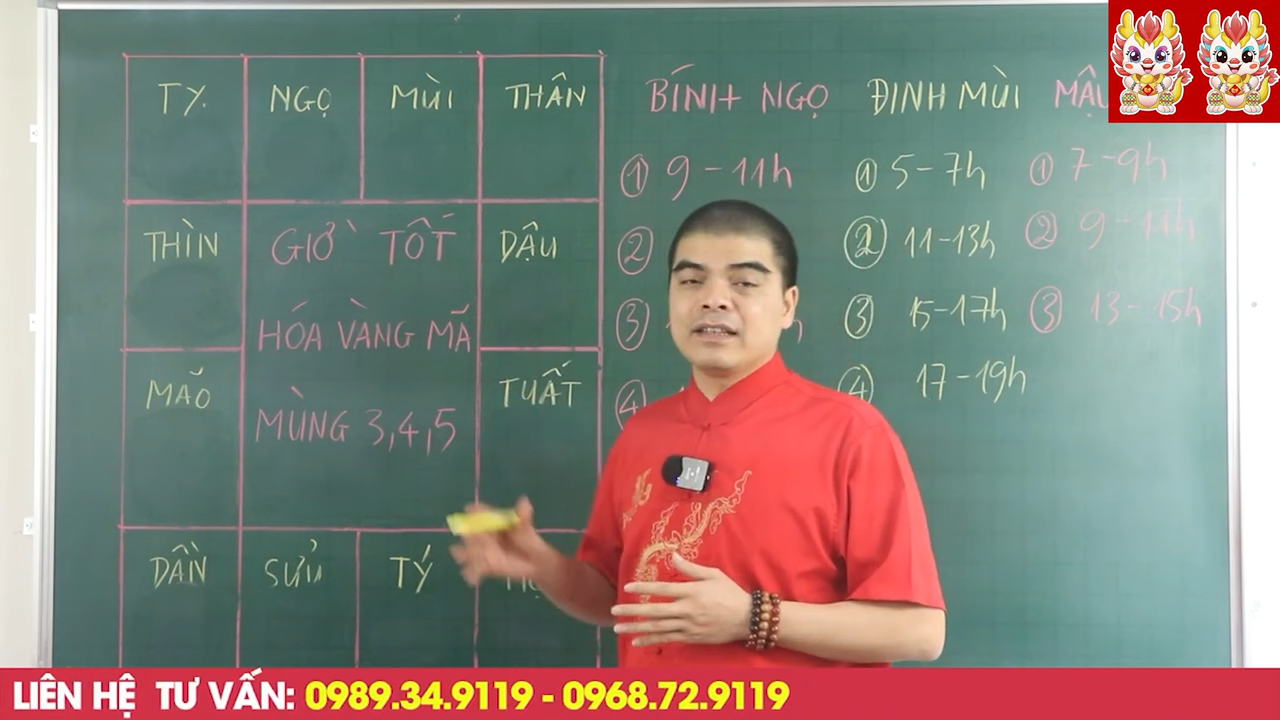 TỴ NGỌ MÙI THÂN
THÌN DẬU
MÃO TUẤT
DẦN SỬU TÝ
GIỜ TỐT
HÓA VÀNG MÃ
MÙNG 3,4,5
BÍNH NGỌ
① 9-11h
②
③
④
ĐINH MÙI
① 5-7h
② 11-13h
③ 15-17h
④ 17-19h
MẬU
① 7-9h
② 9-11h
③ 13-15h
LIÊN HỆ TƯ VẤN: 0989.34.9119 - 0968.72.9119